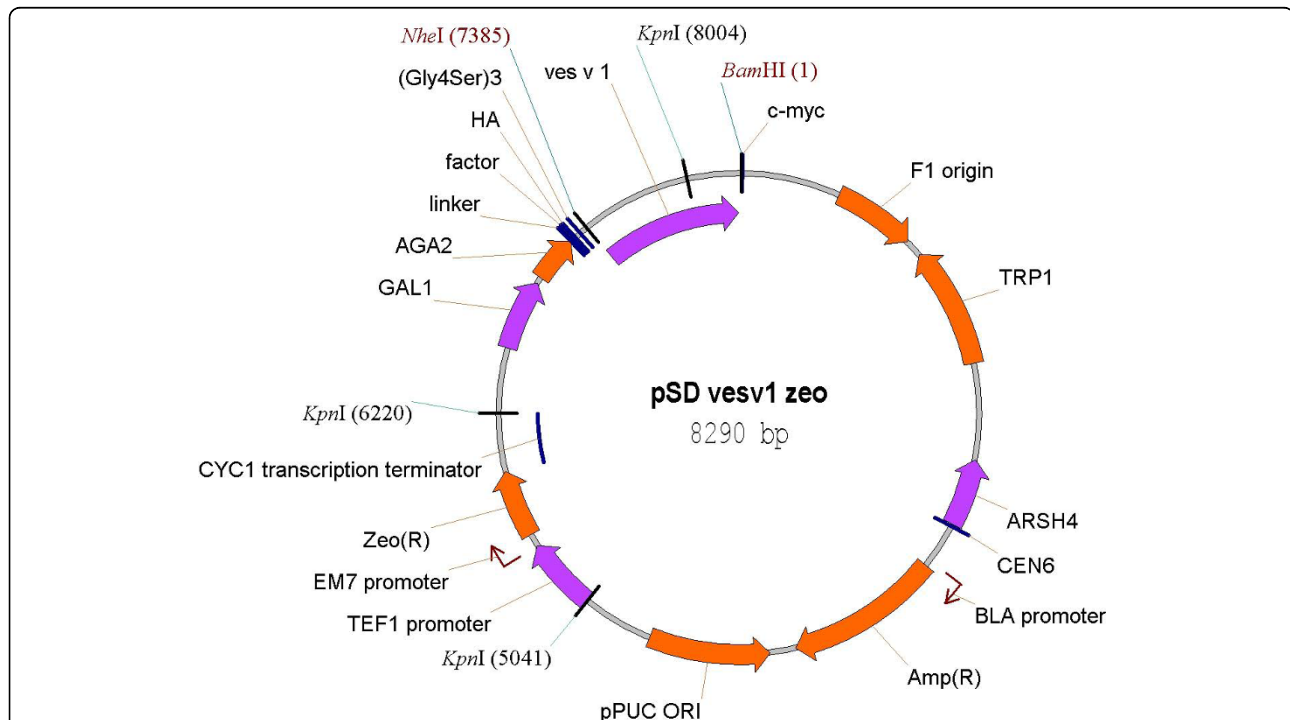 NheI (7385)
KpnI (8004)
(Gly4Ser)3
ves v 1
BamHI (1)
HA
c-myc
factor
F1 origin
linker
AGA2
TRP1
GAL1
pSD vesv1 zeo
8290 bp
KpnI (6220)
CYC1 transcription terminator
ARSH4
Zeo(R)
CEN6
EM7 promoter
BLA promoter
TEF1 promoter
KpnI (5041)
Amp(R)
pPUC ORI